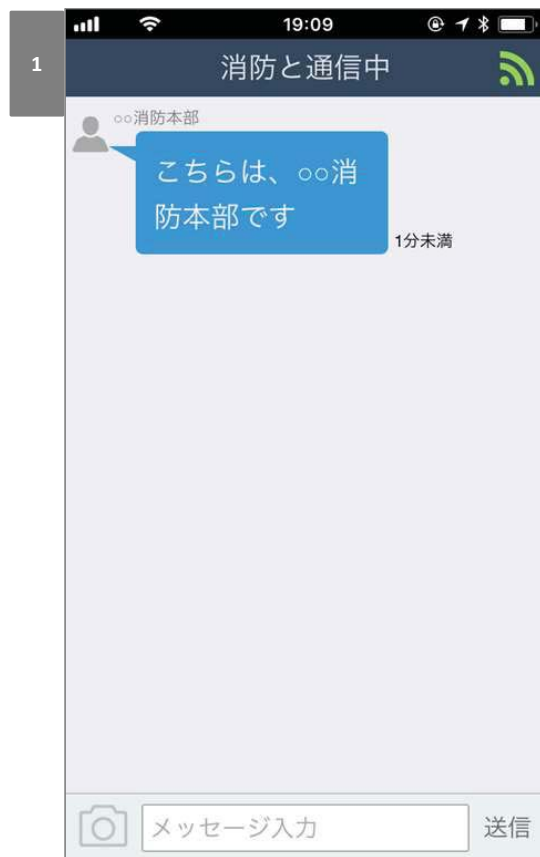 1
19:09
消防と通信中
○○消防本部
こちらは、○○消
防本部です
1分未満
メッセージ入力
送信